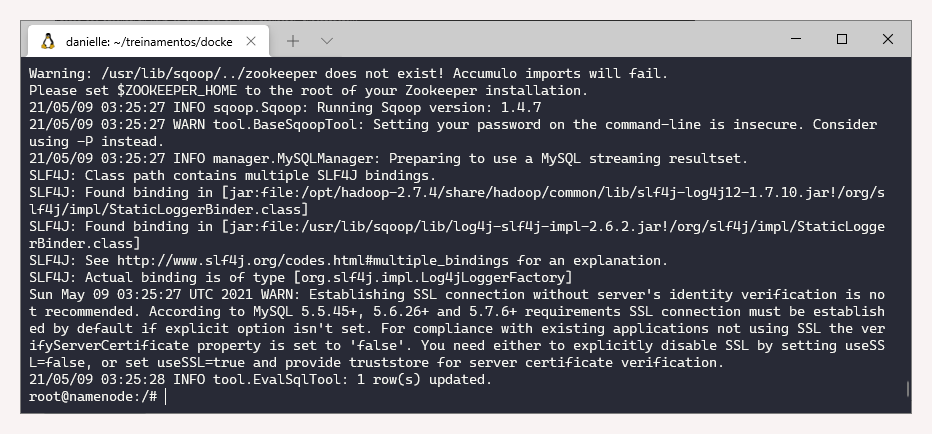 danielle: ~/treinamentos/docke
Warning: /usr/lib/sqoop/../zookeeper does not exist! Accumulo imports will fail.
Please set $ZOOKEEPER_HOME to the root of your Zookeeper installation.
21/05/09 03:25:27 INFO sqoop.Sqoop: Running Sqoop version: 1.4.7
21/05/09 03:25:27 WARN tool.BaseSqoopTool: Setting your password on the command-line is insecure. Consider
using -P instead.
21/05/09 03:25:27 INFO manager.MySQLManager: Preparing to use a MySQL streaming resultset.
SLF4J: Class path contains multiple SLF4J bindings.
SLF4J: Found binding in [jar:file:/opt/hadoop-2.7.4/share/hadoop/common/lib/slf4j-log4j12-1.7.10.jar!/org/s
lf4j/impl/StaticLoggerBinder.class]
SLF4J: Found binding in [jar:file:/usr/lib/sqoop/lib/log4j-slf4j-impl-2.6.2.jar!/org/slf4j/impl/StaticLogge
rBinder.class]
SLF4J: See http://www.slf4j.org/codes.html#multiple_bindings for an explanation.
SLF4J: Actual binding is of type [org.slf4j.impl.Log4jLoggerFactory]
Sun May 09 03:25:27 UTC 2021 WARN: Establishing SSL connection without server's identity verification is no
t recommended. According to MySQL 5.5.45+, 5.6.26+ and 5.7.6+ requirements SSL connection must be establish
ed by default if explicit option isn't set. For compliance with existing applications not using SSL the ver
ifyServerCertificate property is set to 'false'. You need either to explicitly disable SSL by setting useSS
L=false, or set useSSL=true and provide truststore for server certificate verification.
21/05/09 03:25:28 INFO tool.EvalSqlTool: 1 row(s) updated.
root@namenode:/#